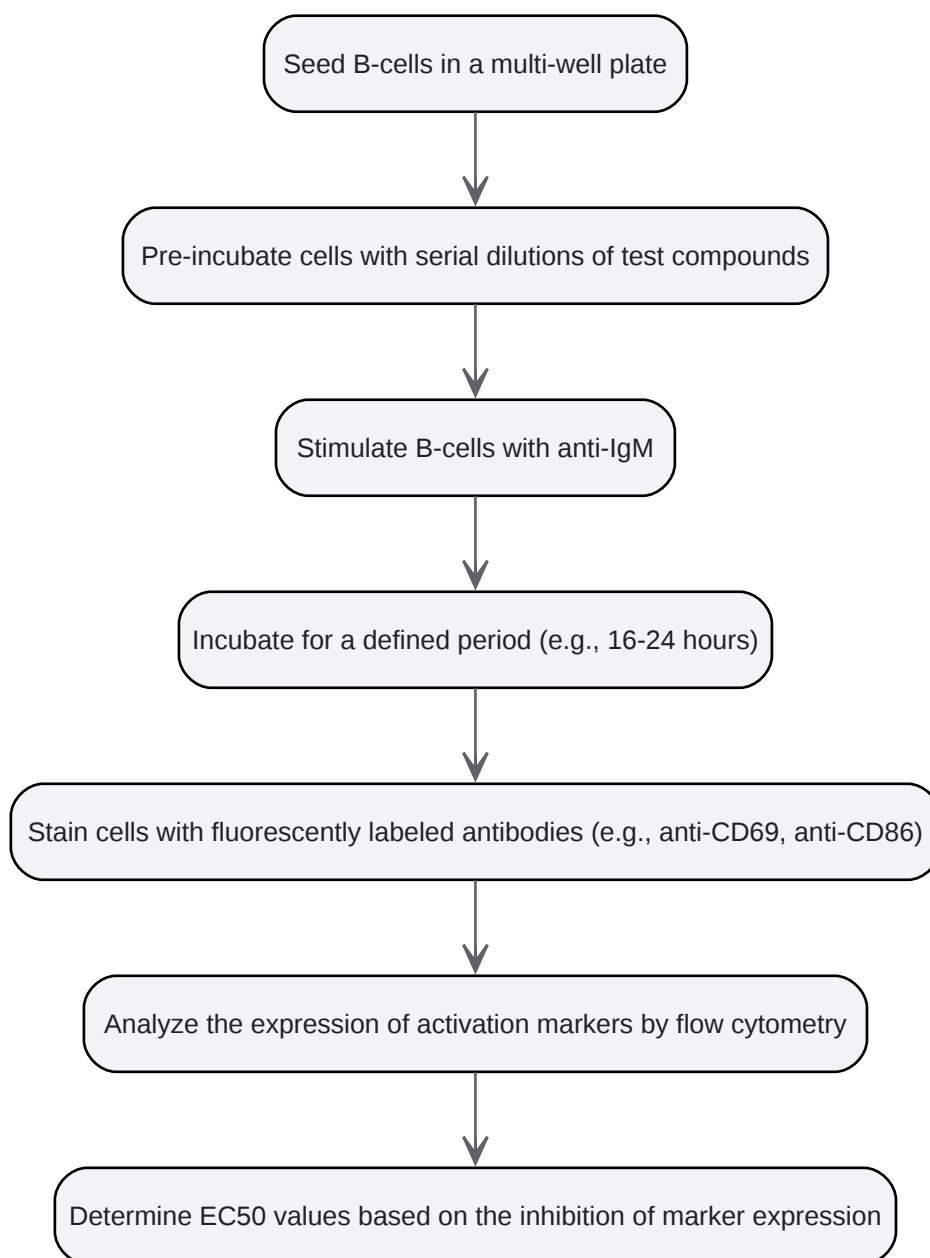 Seed B-cells in a multi-well plate
Pre-incubate cells with serial dilutions of test compounds
Stimulate B-cells with anti-IgM
Incubate for a defined period (e.g., 16-24 hours)
Stain cells with fluorescently labeled antibodies (e.g., anti-CD69, anti-CD86)
Analyze the expression of activation markers by flow cytometry
Determine EC50 values based on the inhibition of marker expression